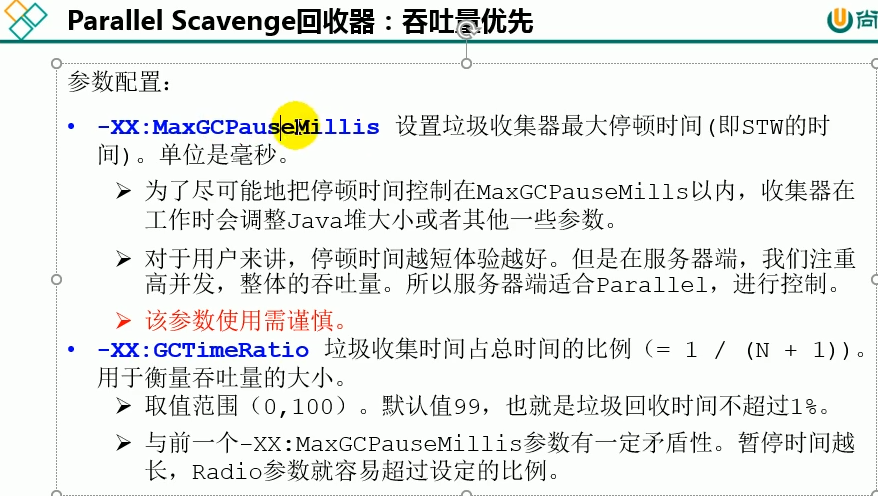 Parallel Scavenge回收器：吞吐量优先
尚
参数配置：
• -XX:MaxGCPauseMillis 设置垃圾收集器最大停顿时间(即STW的时
间)。单位是毫秒。
➢ 为了尽可能地把停顿时间控制在MaxGCPauseMills以内，收集器在
工作时会调整Java堆大小或者其他一些参数。
➢ 对于用户来讲，停顿时间越短体验越好。但是在服务器端，我们注重
高并发，整体的吞吐量。所以服务器端适合Parallel，进行控制。
➢ 该参数使用需谨慎。
• -XX:GCTimeRatio 垃圾收集时间占总时间的比例（= 1 / (N + 1)）。
用于衡量吞吐量的大小。
➢ 取值范围（0,100）。默认值99，也就是垃圾回收时间不超过1%。
➢ 与前一个-XX:MaxGCPauseMillis参数有一定矛盾性。暂停时间越
长，Radio参数就容易超过设定的比例。